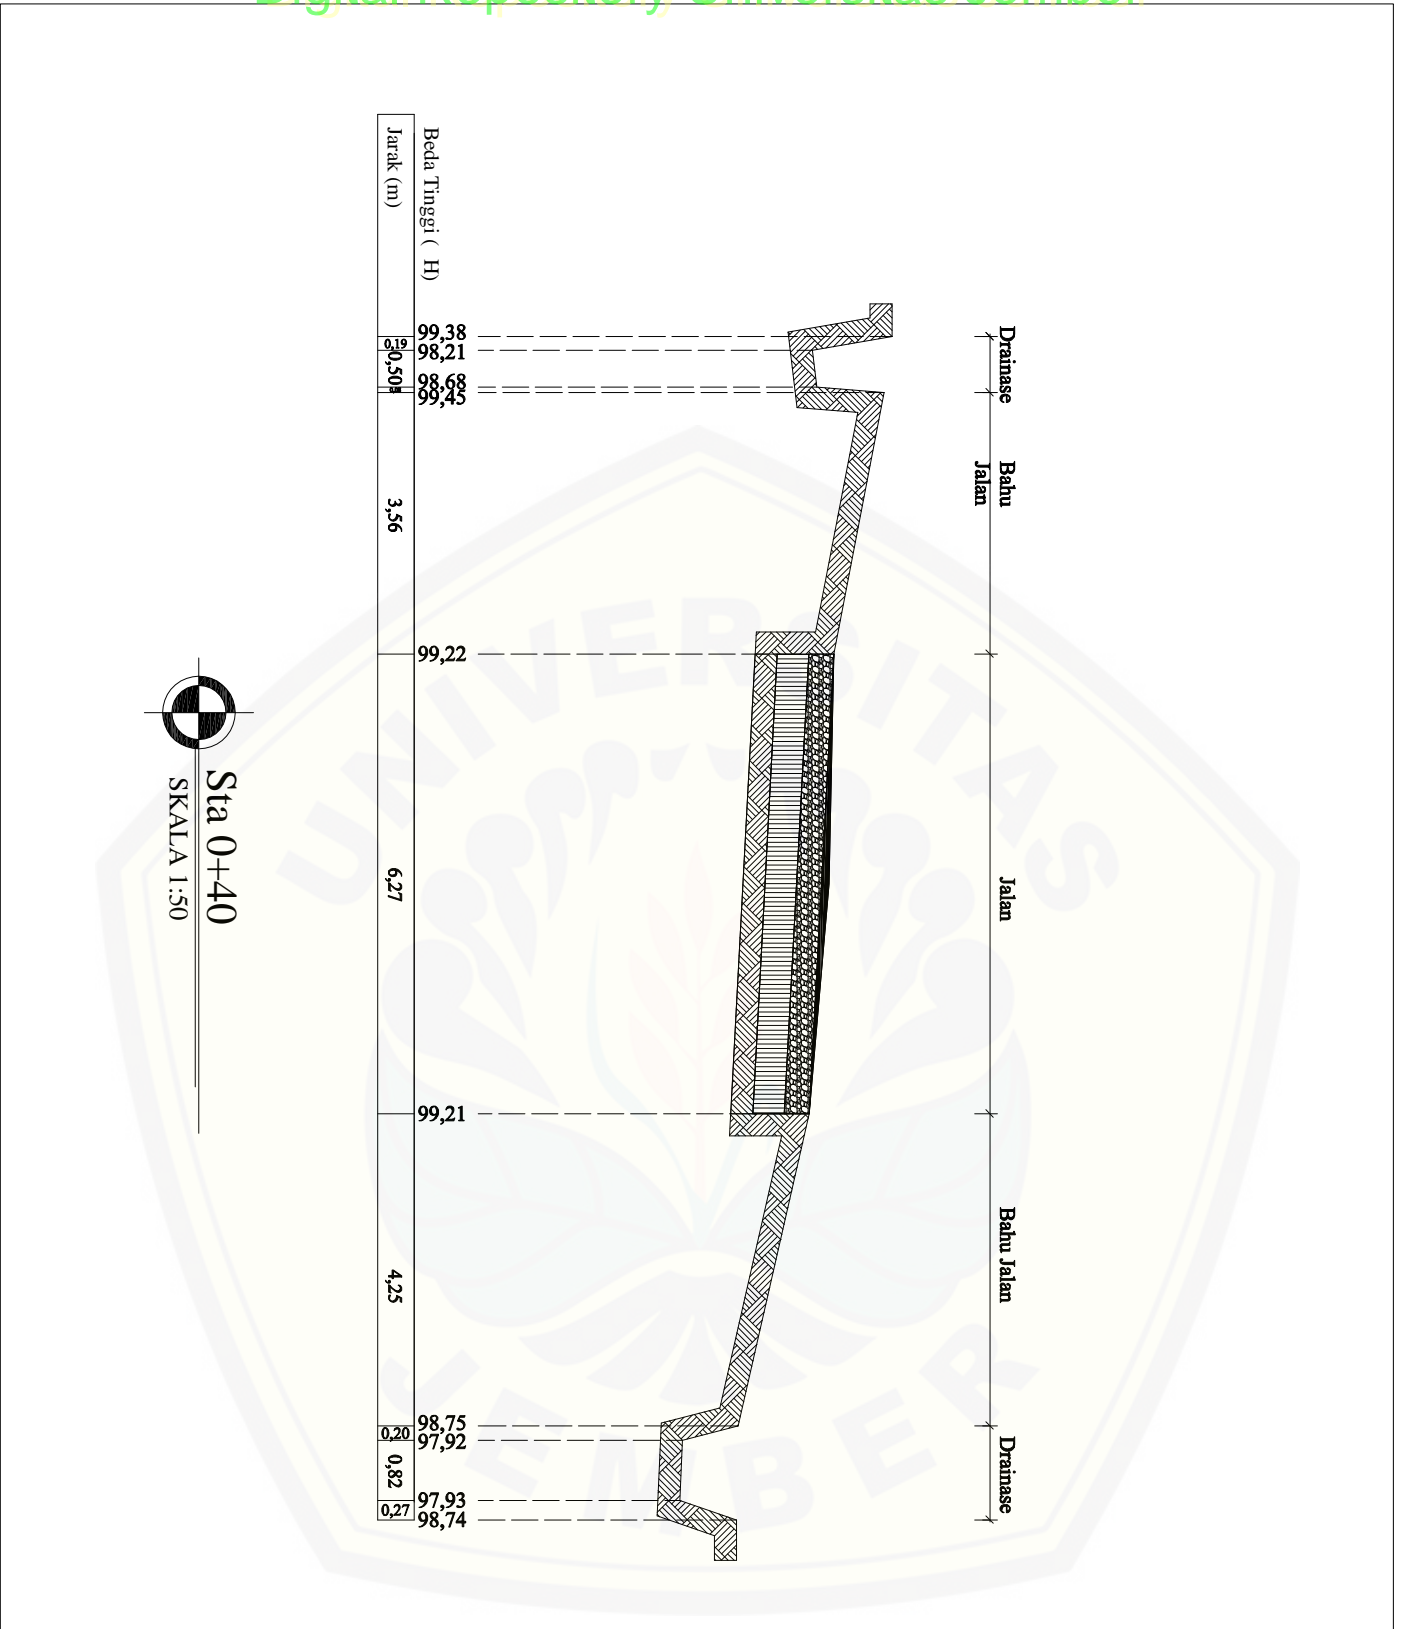 Digital Repository Universitas Jember
Drainase
Bahu
Jalan
Jalan
Bahu Jalan
Drainase
Beda Tinggi ( H)
99,38
98,21
98,68
99,45
99,22
99,21
98,75
97,92
97,93
98,74
Jarak (m)
0,19
0,50
3,56
6,27
4,25
0,20
0,82
0,27
Sta 0+40
SKALA 1:50
UNIVERSITAS
JEMBER